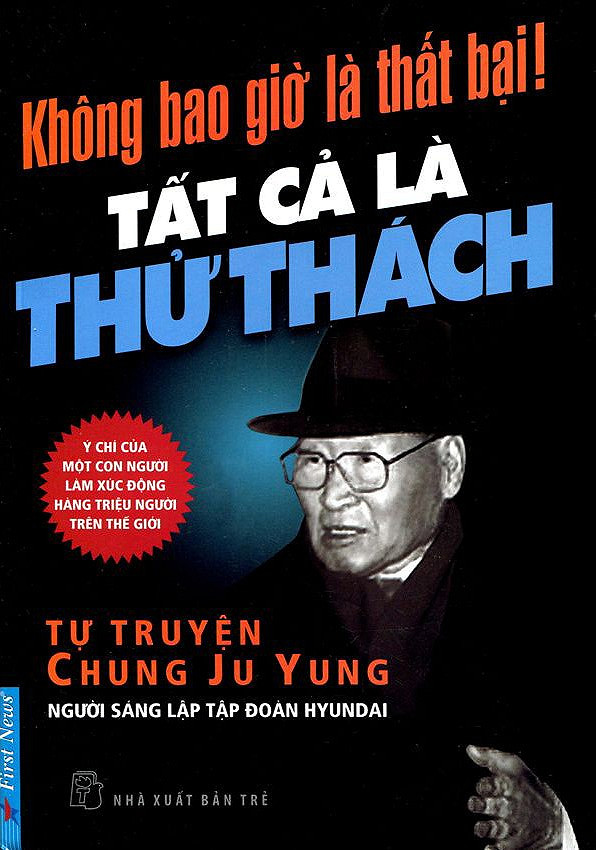 Không bao giờ là thất bại!
TẤT CẢ LÀ
THỬ THÁCH
Ý CHÍ CỦA
MỘT CON NGƯỜI
LÀM XÚC ĐỘNG
HÀNG TRIỆU NGƯỜI
TRÊN THẾ GIỚI
TỰ TRUYỆN
CHUNG JU YUNG
NGƯỜI SÁNG LẬP TẬP ĐOÀN HYUNDAI
First News
NHÀ XUẤT BẢN TRẺ